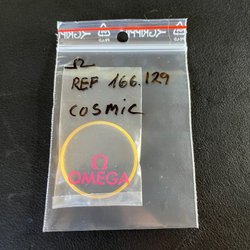 Ω
REF 166.129
COSMIC
Ω
OMEGA